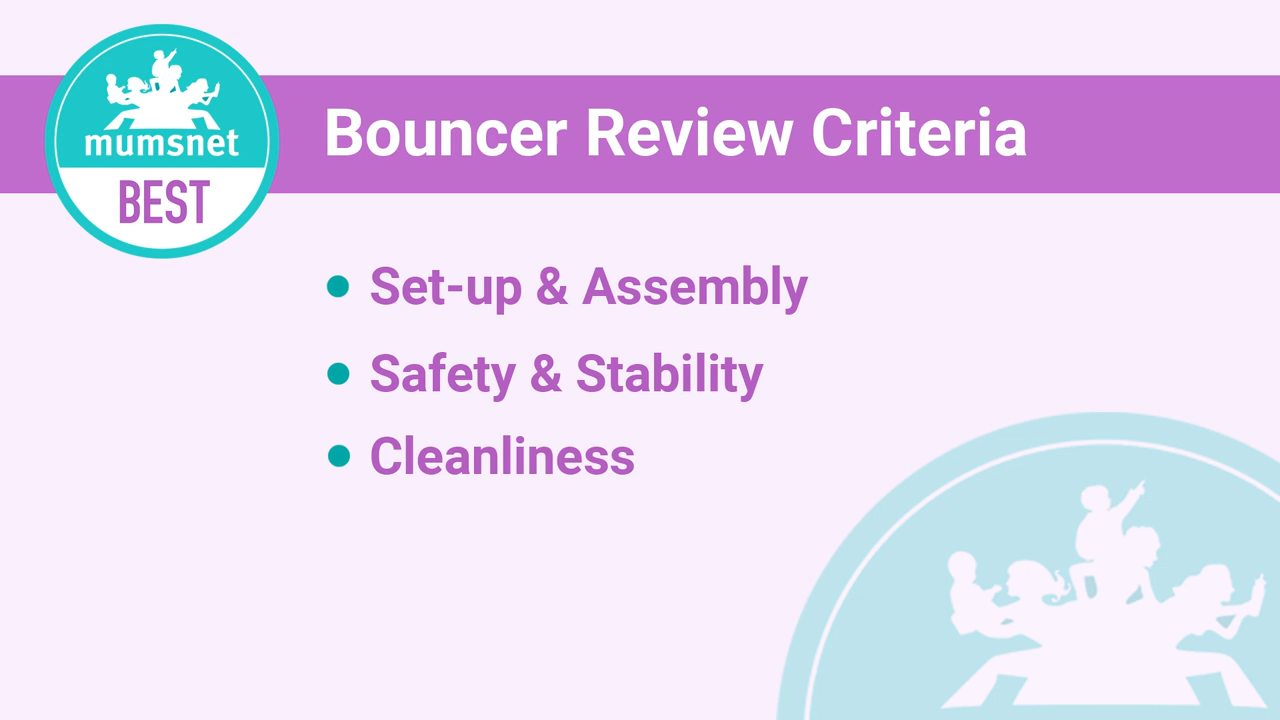 mumsnet
BEST
Bouncer Review Criteria
Set-up & Assembly
Safety & Stability
Cleanliness